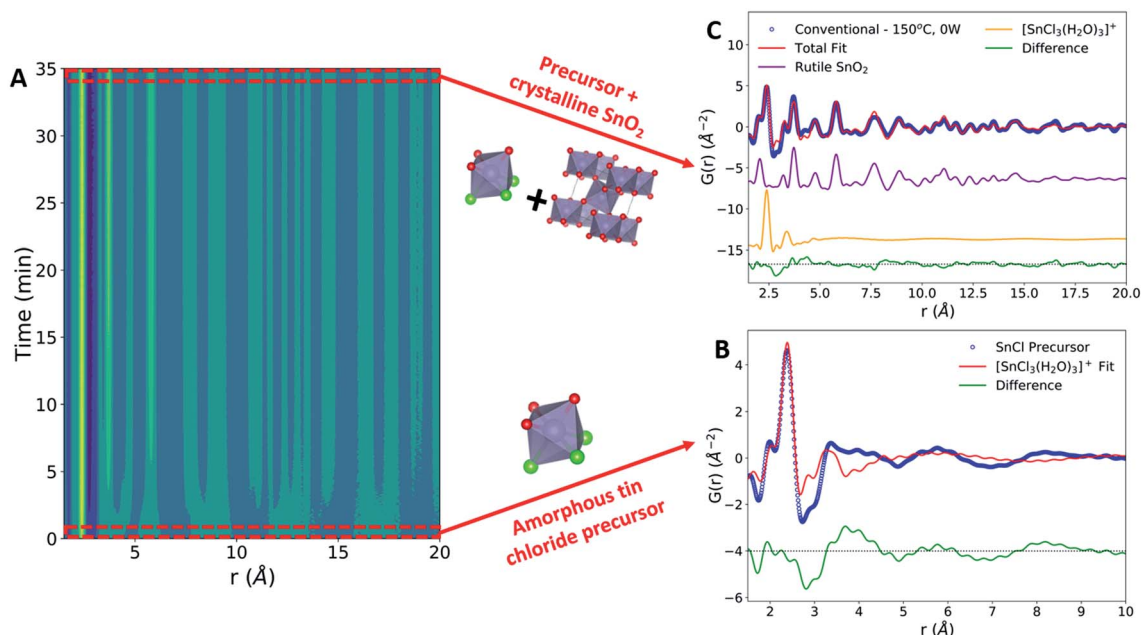 A
35
30
25
20
15
10
5
0
Time (min)
5
10
15
20
r (Å)
Precursor +
crystalline SnO₂
+
Amorphous tin
chloride precursor
C
Conventional - 150°C, 0W
Total Fit
Rutile SnO₂
[SnCl₃(H₂O)₃]⁺
Difference
10
5
0
−5
−10
−15
G(r) (Å⁻²)
2.5
5.0
7.5
10.0
12.5
15.0
17.5
20.0
r (Å)
B
SnCl Precursor
[SnCl₃(H₂O)₃]⁺ Fit
Difference
4
2
0
−2
−4
−6
G(r) (Å⁻²)
2
3
4
5
6
7
8
9
10
r (Å)